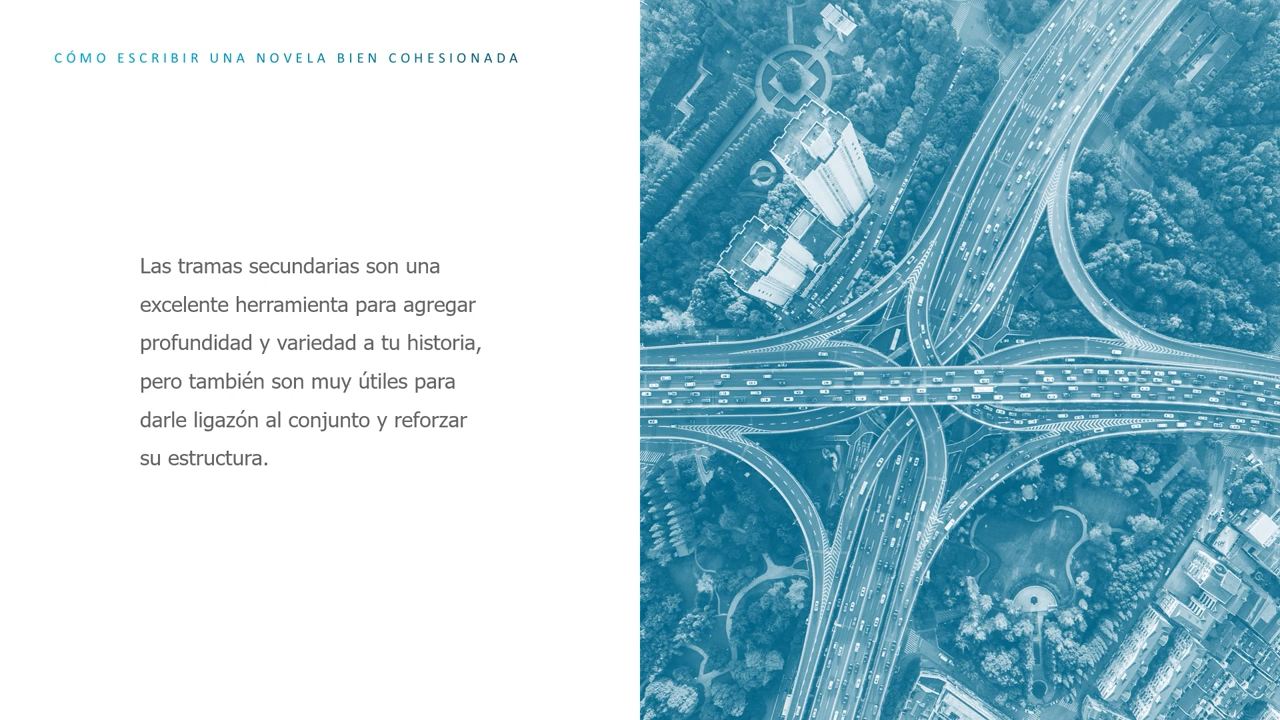 CÓMO ESCRIBIR UNA NOVELA BIEN COHESIONADA
Las tramas secundarias son una
excelente herramienta para agregar
profundidad y variedad a tu historia,
pero también son muy útiles para
darle ligazón al conjunto y reforzar
su estructura.